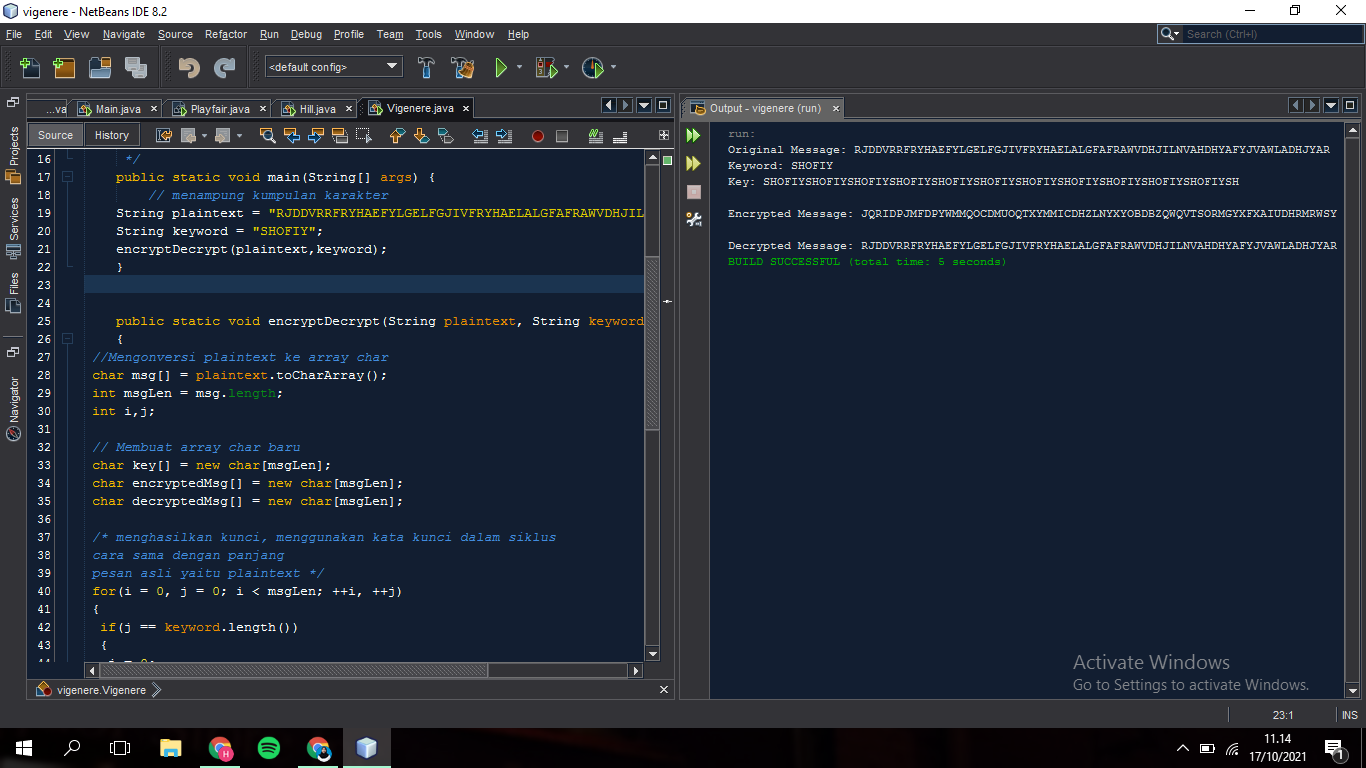 vigenere - NetBeans IDE 8.2
File Edit View Navigate Source Refactor Run Debug Profile Team Tools Window Help
Search (Ctrl+I)
<default config>
...va Main.java Playfair.java Hill.java Vigenere.java
Output - vigenere (run)
Source History
Projects
Services
Files
Navigator
16 */
17 public static void main(String[] args) {
18 // menampung kumpulan karakter
19 String plaintext = "RJDDVRRFRYHAEFYLGELFGJIVFRYHAELALGFAFRAWVDHJIL
20 String keyword = "SHOFIY";
21 encryptDecrypt(plaintext,keyword);
22 }
23
24
25 public static void encryptDecrypt(String plaintext, String keyword
26 {
27 //Mengonversi plaintext ke array char
28 char msg[] = plaintext.toCharArray();
29 int msgLen = msg.length;
30 int i,j;
31
32 // Membuat array char baru
33 char key[] = new char[msgLen];
34 char encryptedMsg[] = new char[msgLen];
35 char decryptedMsg[] = new char[msgLen];
36
37 /* menghasilkan kunci, menggunakan kata kunci dalam siklus
38 cara sama dengan panjang
39 pesan asli yaitu plaintext */
40 for(i = 0, j = 0; i < msgLen; ++i, ++j)
41 {
42 if(j == keyword.length())
43 {
vigenere.Vigenere
run:
Original Message: RJDDVRRFRYHAEFYLGELFGJIVFRYHAELALGFAFRAWVDHJILNVAHDHYAFYJVAWLADHJYAR
Keyword: SHOFIY
Key: SHOFIYSHOFIYSHOFIYSHOFIYSHOFIYSHOFIYSHOFIYSHOFIYSHOFIYSHOFIYSHOFIYSH
Encrypted Message: JQRIDPJMFDPYWMMQOCDMUOQTXYMMICDHZLNYXYOBDBZQWQVTSORMGYXFXAIUDHRMRWSY
Decrypted Message: RJDDVRRFRYHAEFYLGELFGJIVFRYHAELALGFAFRAWVDHJILNVAHDHYAFYJVAWLADHJYAR
BUILD SUCCESSFUL (total time: 5 seconds)
Activate Windows
Go to Settings to activate Windows.
23:1 INS
11.14
17/10/2021
1